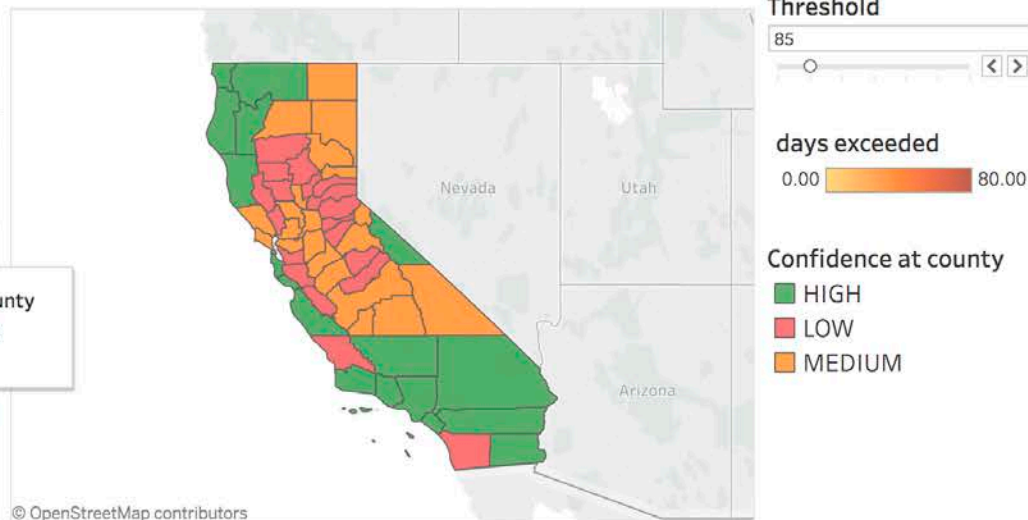 Threshold
85
days exceeded
0.00 80.00
Nevada
Utah
Confidence at county
HIGH
LOW
MEDIUM
Arizona
© OpenStreetMap contributors